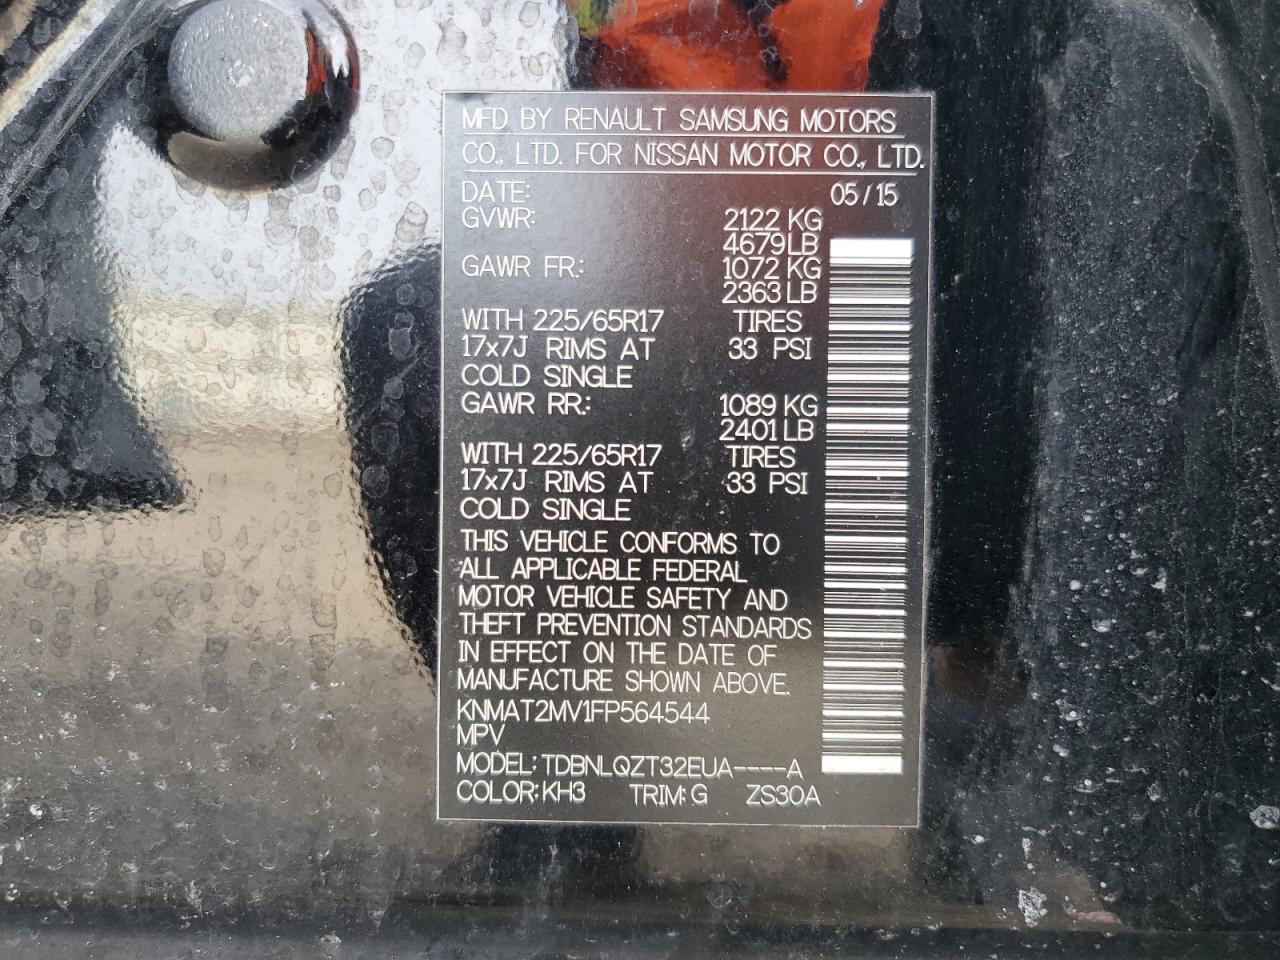 MFD BY RENAULT SAMSUNG MOTORS
CO., LTD. FOR NISSAN MOTOR CO., LTD.
DATE: 05/15
GVWR: 2122 KG
4679 LB
GAWR FR.: 1072 KG
2363 LB
WITH 225/65R17 TIRES
17x7J RIMS AT 33 PSI
COLD SINGLE
GAWR RR.: 1089 KG
2401 LB
WITH 225/65R17 TIRES
17x7J RIMS AT 33 PSI
COLD SINGLE
THIS VEHICLE CONFORMS TO
ALL APPLICABLE FEDERAL
MOTOR VEHICLE SAFETY AND
THEFT PREVENTION STANDARDS
IN EFFECT ON THE DATE OF
MANUFACTURE SHOWN ABOVE.
KNMAT2MV1FP564544
MPV
MODEL: TDBNLQZT32EUA----A
COLOR: KH3 TRIM: G ZS30A